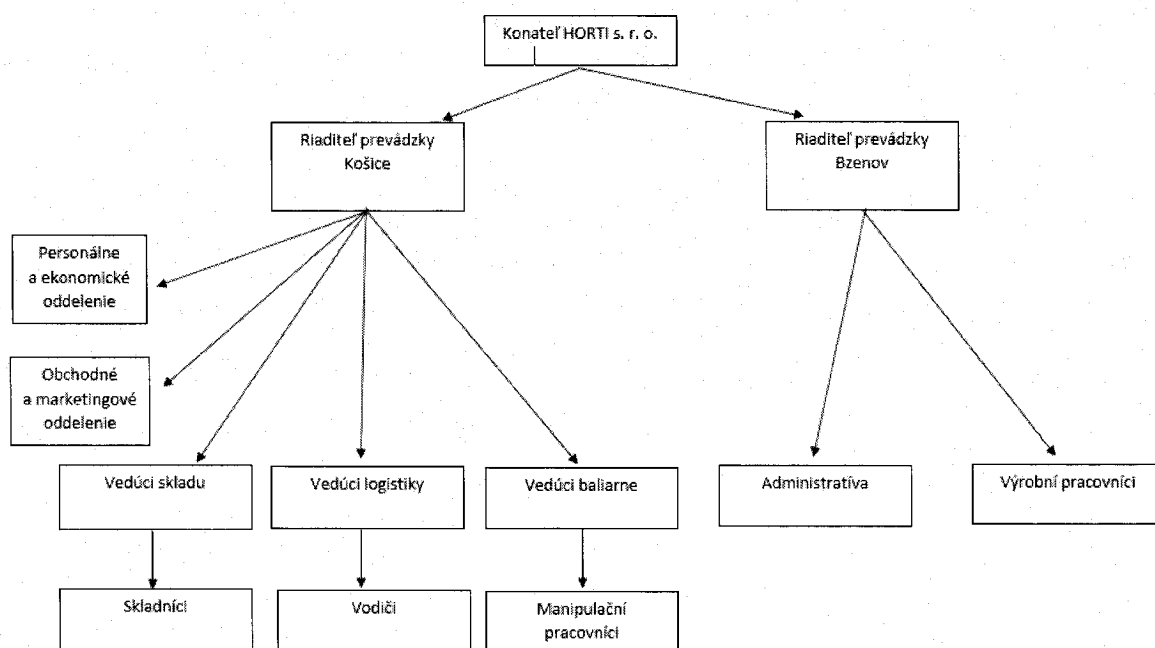 Konateľ HORTI s. r. o.
Riaditeľ prevádzky
Košice
Riaditeľ prevádzky
Bzenov
Personálne
a ekonomické
oddelenie
Obchodné
a marketingové
oddelenie
Vedúci skladu
Vedúci logistiky
Vedúci baliarne
Administratíva
Výrobní pracovníci
Skladníci
Vodiči
Manipulační
pracovníci